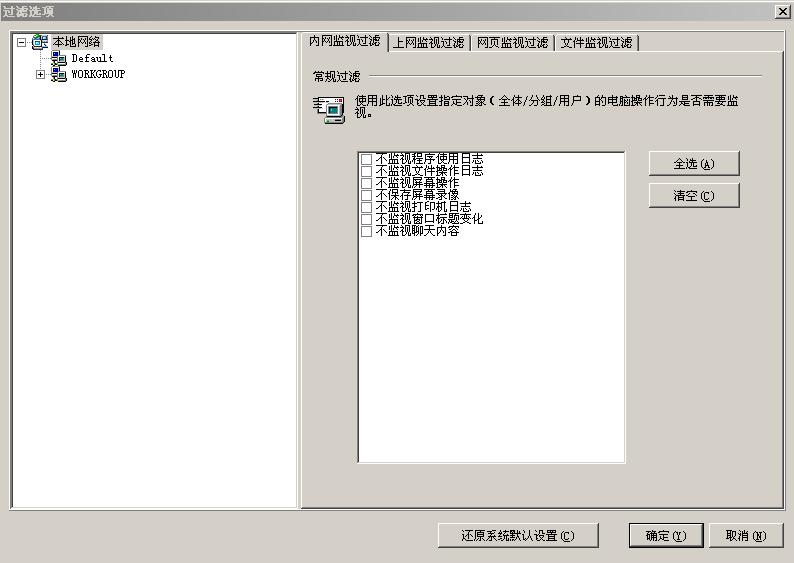 过滤选项
本地网络
Default
WORKGROUP
内网监视过滤 上网监视过滤 网页监视过滤 文件监视过滤
常规过滤
使用此选项设置指定对象(全体/分组/用户)的电脑操作行为是否需要监
视。
不监视程序使用日志
不监视文件操作日志
不监视屏幕操作
不保存屏幕录像
不监视打印机日志
不监视窗口标题变化
不监视聊天内容
全选(A)
清空(C)
还原系统默认设置(C) 确定(Y) 取消(N)